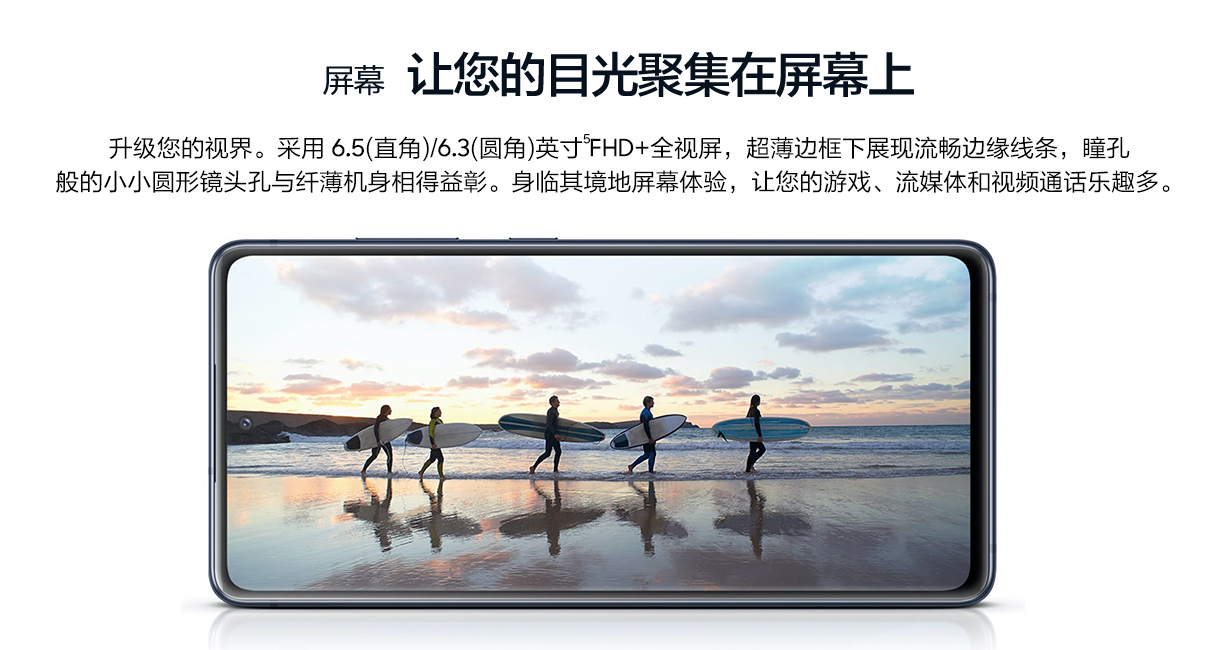 屏幕 让您的目光聚集在屏幕上
升级您的视界。采用 6.5(直角)/6.3(圆角)英寸5FHD+全视屏，超薄边框下展现流畅边缘线条，瞳孔
般的小小圆形镜头孔与纤薄机身相得益彰。身临其境地屏幕体验，让您的游戏、流媒体和视频通话乐趣多。